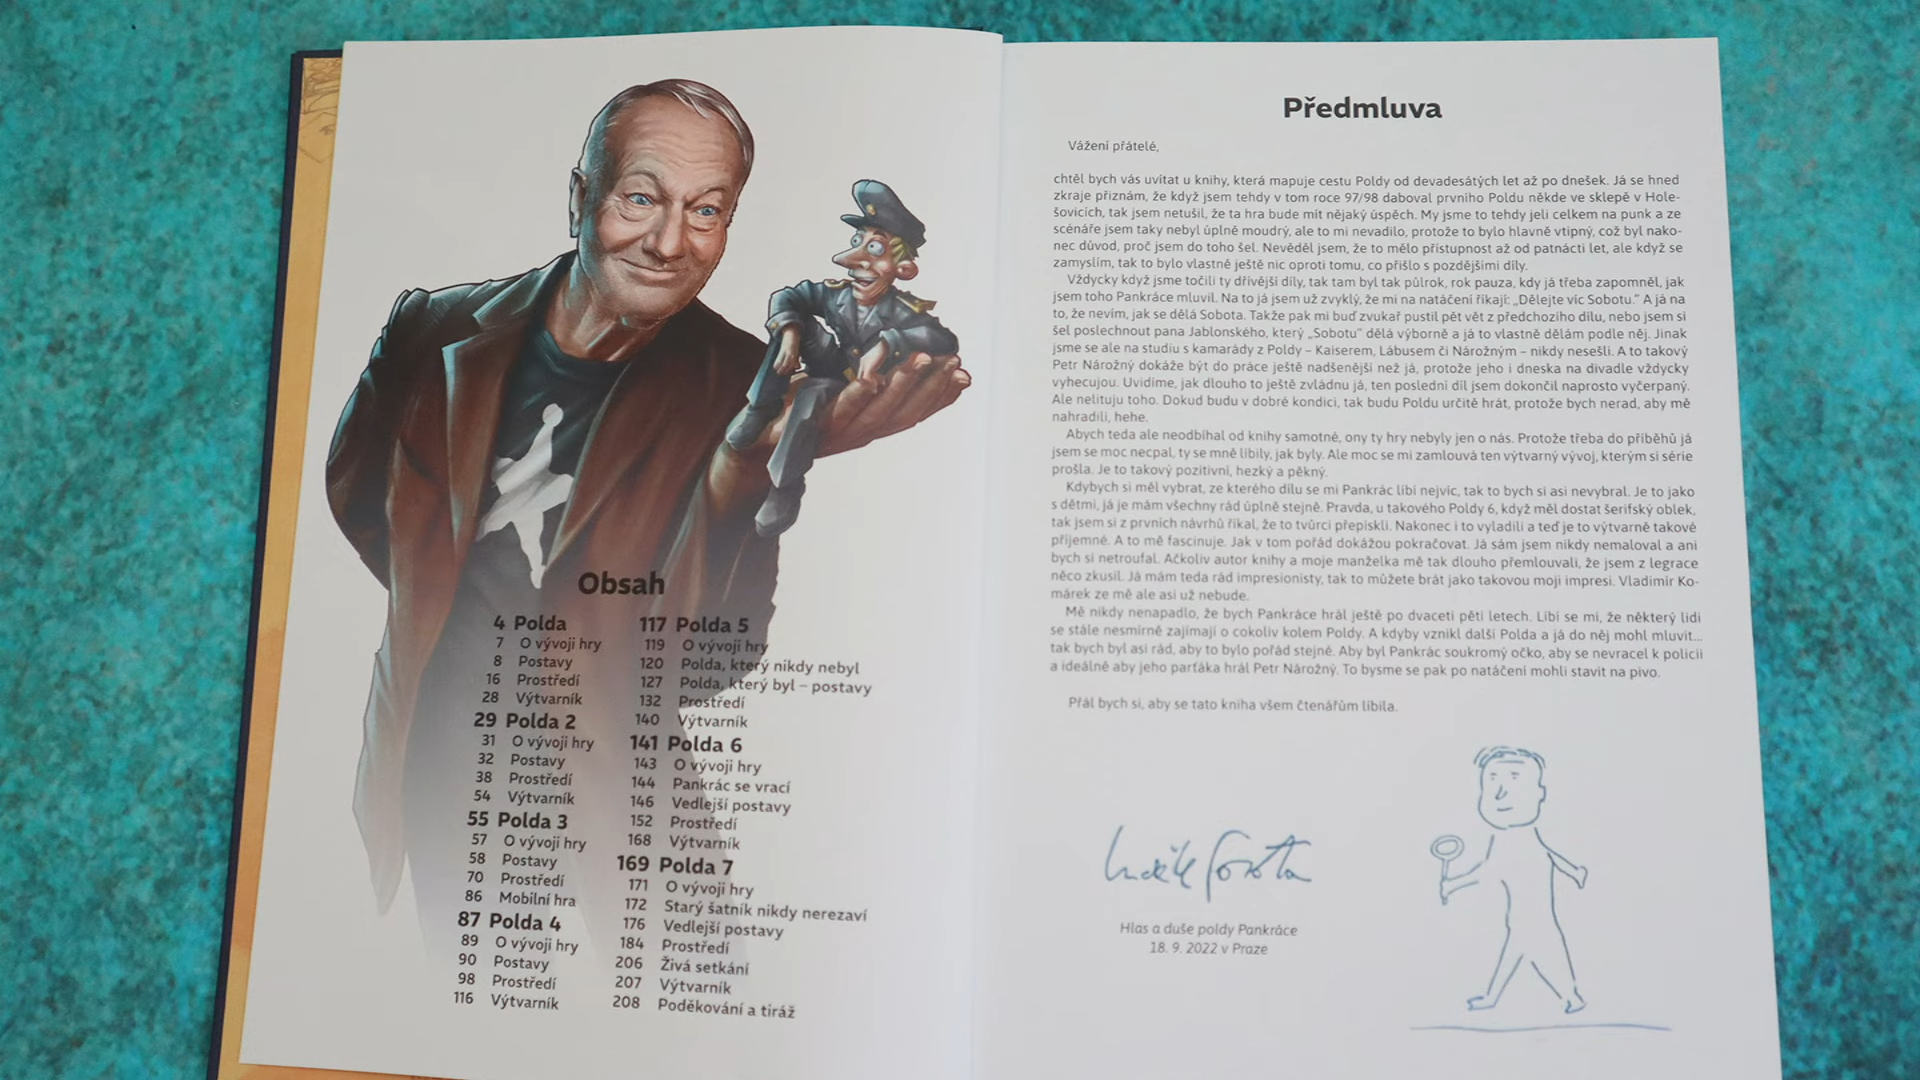 Obsah
4 Polda
7 O vývoji hry
8 Postavy
16 Prostředí
28 Výtvarník
29 Polda 2
31 O vývoji hry
32 Postavy
38 Prostředí
54 Výtvarník
55 Polda 3
57 O vývoji hry
58 Postavy
70 Prostředí
86 Mobilní hra
87 Polda 4
89 O vývoji hry
90 Postavy
98 Prostředí
116 Výtvarník
117 Polda 5
119 O vývoji hry
120 Polda, který nikdy nebyl
127 Polda, který byl – postavy
132 Prostředí
140 Výtvarník
141 Polda 6
143 O vývoji hry
144 Pankrác se vrací
146 Vedlejší postavy
152 Prostředí
168 Výtvarník
169 Polda 7
171 O vývoji hry
172 Starý šatník nikdy nerezaví
176 Vedlejší postavy
184 Prostředí
206 Živá setkání
207 Výtvarník
208 Poděkování a tiráž
Předmluva
Vážení přátelé,
chtěl bych vás uvítat u knihy, která mapuje cestu Poldy od devadesátých let až po dnešek. Já se hned
zkraje přiznám, že když jsem tehdy v tom roce 97/98 daboval prvního Poldu někde ve sklepě v Hole-
šovicích, tak jsem netušil, že ta hra bude mít nějaký úspěch. My jsme to tehdy jeli celkem na punk a ze
scénáře jsem taky nebyl úplně moudrý, ale to mi nevadilo, protože to bylo hlavně vtipný, což byl nako-
nec důvod, proč jsem do toho šel. Nevěděl jsem, že to mělo přístupnost až od patnácti let, ale když se
zamyslím, tak to bylo vlastně ještě nic oproti tomu, co přišlo s pozdějšími díly.
Vždycky když jsme točili ty dřívější díly, tak tam byl tak půlrok, rok pauza, kdy já třeba zapomněl, jak
jsem toho Pankráce mluvil. Na to já jsem už zvyklý, že mi na natáčení říkají: „Dělejte víc Sobotu.“ A já na
to, že nevím, jak se dělá Sobota. Takže pak mi buď zvukař pustil pět vět z předchozího dílu, nebo jsem si
šel poslechnout pana Jablonského, který „Sobotu“ dělá výborně a já to vlastně dělám podle něj. Jinak
jsme se ale na studiu s kamarády z Poldy – Kaiserem, Lábusem či Nárožným – nikdy nesešli. A to takový
Petr Nárožný dokáže být do práce ještě nadšenější než já, protože jeho i dneska na divadle vždycky
vyhecujou. Uvidíme, jak dlouho to ještě zvládnu já, ten poslední díl jsem dokončil naprosto vyčerpaný.
Ale nelituju toho. Dokud budu v dobré kondici, tak budu Poldu určitě hrát, protože bych nerad, aby mě
nahradili, hehe.
Abych teda ale neodbíhal od knihy samotné, ony ty hry nebyly jen o nás. Protože třeba do příběhů já
jsem se moc necpal, ty se mně líbily, jak byly. Ale moc se mi zamlouvá ten výtvarný vývoj, kterým si série
prošla. Je to takový pozitivní, hezký a pěkný.
Kdybych si měl vybrat, ze kterého dílu se mi Pankrác líbí nejvíc, tak to bych si asi nevybral. Je to jako
s dětmi, já je mám všechny rád úplně stejně. Pravda, u takového Poldy 6, když měl dostat šerifský oblek,
tak jsem si z prvních návrhů říkal, že to tvůrci přepískli. Nakonec i to vyladili a teď je to výtvarně takové
příjemné. A to mě fascinuje. Jak v tom pořád dokážou pokračovat. Já sám jsem nikdy nemaloval a ani
bych si netroufal. Ačkoliv autor knihy a moje manželka mě tak dlouho přemlouvali, že jsem z legrace
něco zkusil. Já mám teda rád impresionisty, tak to můžete brát jako takovou moji impresi. Vladimír Ko-
márek ze mě ale asi už nebude.
Mě nikdy nenapadlo, že bych Pankráce hrál ještě po dvaceti pěti letech. Líbí se mi, že některý lidi
se stále nesmírně zajímají o cokoliv kolem Poldy. A kdyby vznikl další Polda a já do něj mohl mluvit...
tak bych byl asi rád, aby to bylo pořád stejné. Aby byl Pankrác soukromý očko, aby se nevracel k policii
a ideálně aby jeho parťáka hrál Petr Nárožný. To bysme se pak po natáčení mohli stavit na pivo.
Přál bych si, aby se tato kniha všem čtenářům líbila.
Luděk Sobota
Hlas a duše poldy Pankráce
18. 9. 2022 v Praze